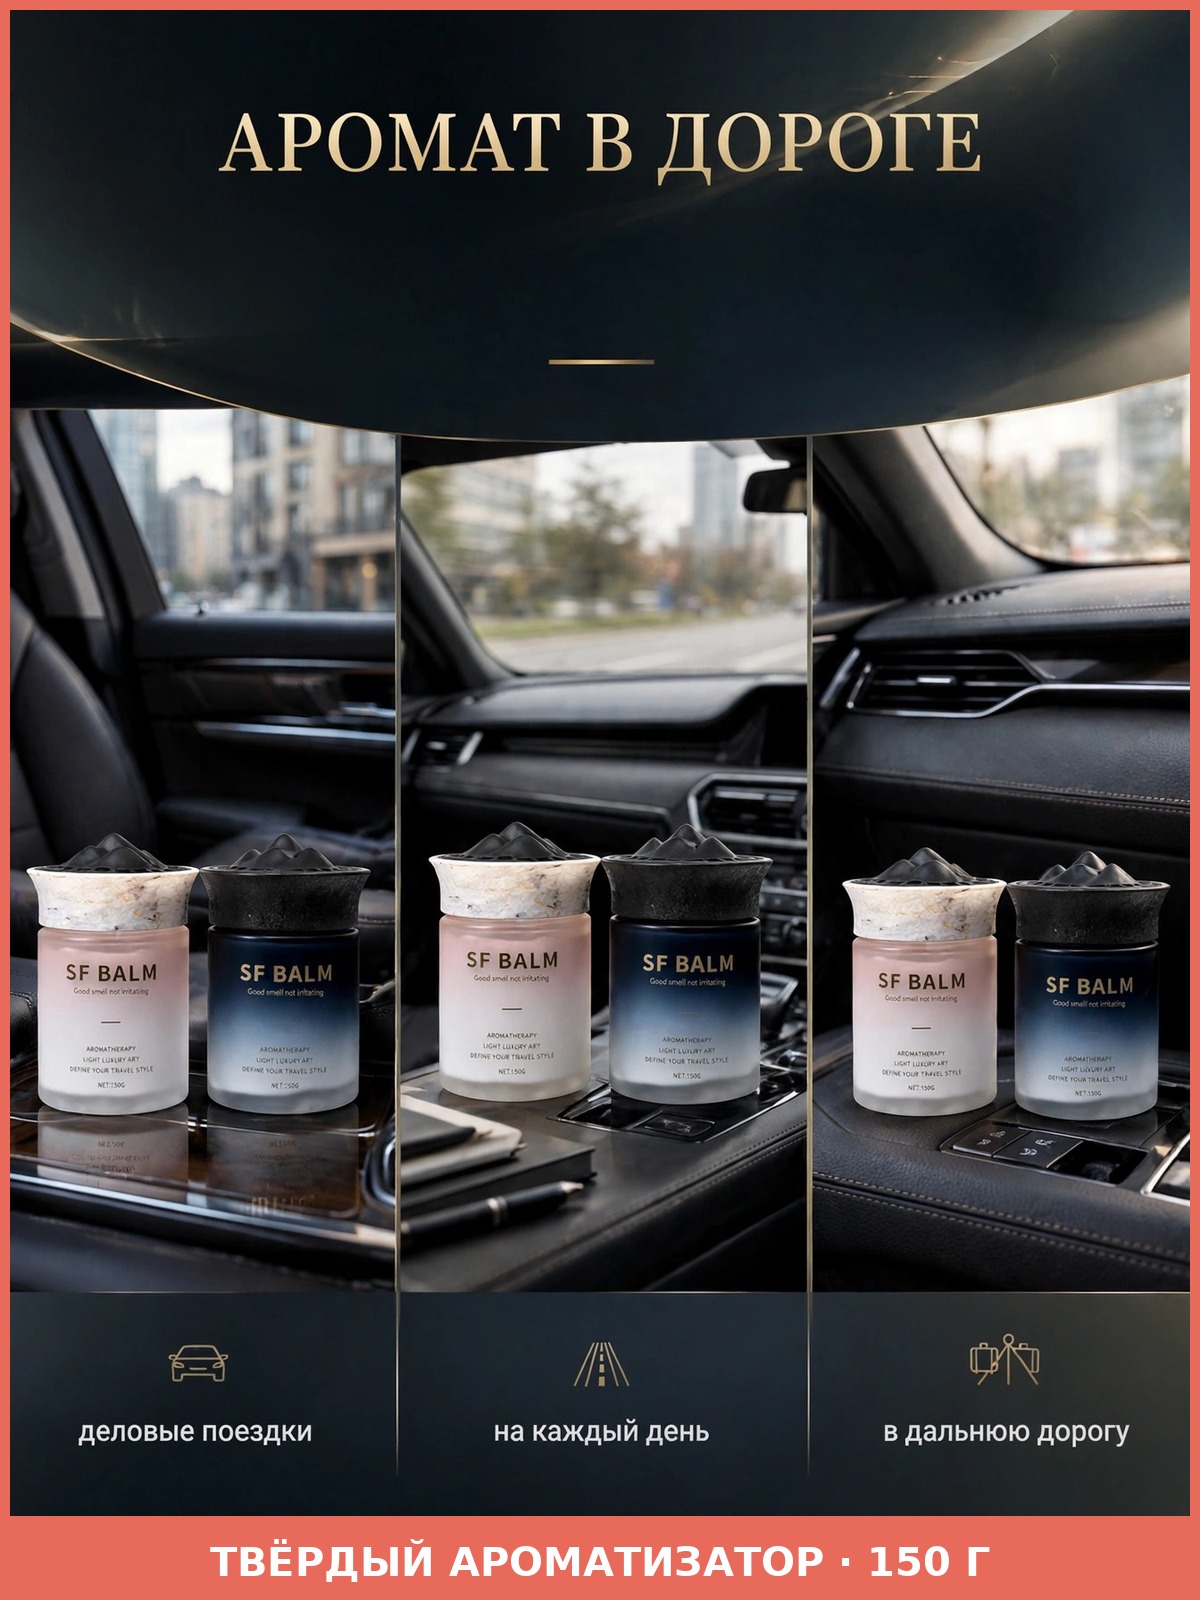 АРОМАТ В ДОРОГЕ
SF BALM
Good smell not irritating
AROMATHERAPY
LIGHT LUXURY ART
DEFINE YOUR TRAVEL STYLE
NET:150G
SF BALM
Good smell not irritating
AROMATHERAPY
LIGHT LUXURY ART
DEFINE YOUR TRAVEL STYLE
NET:150G
SF BALM
Good smell not irritating
AROMATHERAPY
LIGHT LUXURY ART
DEFINE YOUR TRAVEL STYLE
NET:150G
SF BALM
Good smell not irritating
AROMATHERAPY
LIGHT LUXURY ART
DEFINE YOUR TRAVEL STYLE
NET:150G
SF BALM
Good smell not irritating
AROMATHERAPY
LIGHT LUXURY ART
DEFINE YOUR TRAVEL STYLE
NET:150G
SF BALM
Good smell not irritating
AROMATHERAPY
LIGHT LUXURY ART
DEFINE YOUR TRAVEL STYLE
NET:150G
деловые поездки
на каждый день
в дальнюю дорогу
ТВЁРДЫЙ АРОМАТИЗАТОР · 150 Г